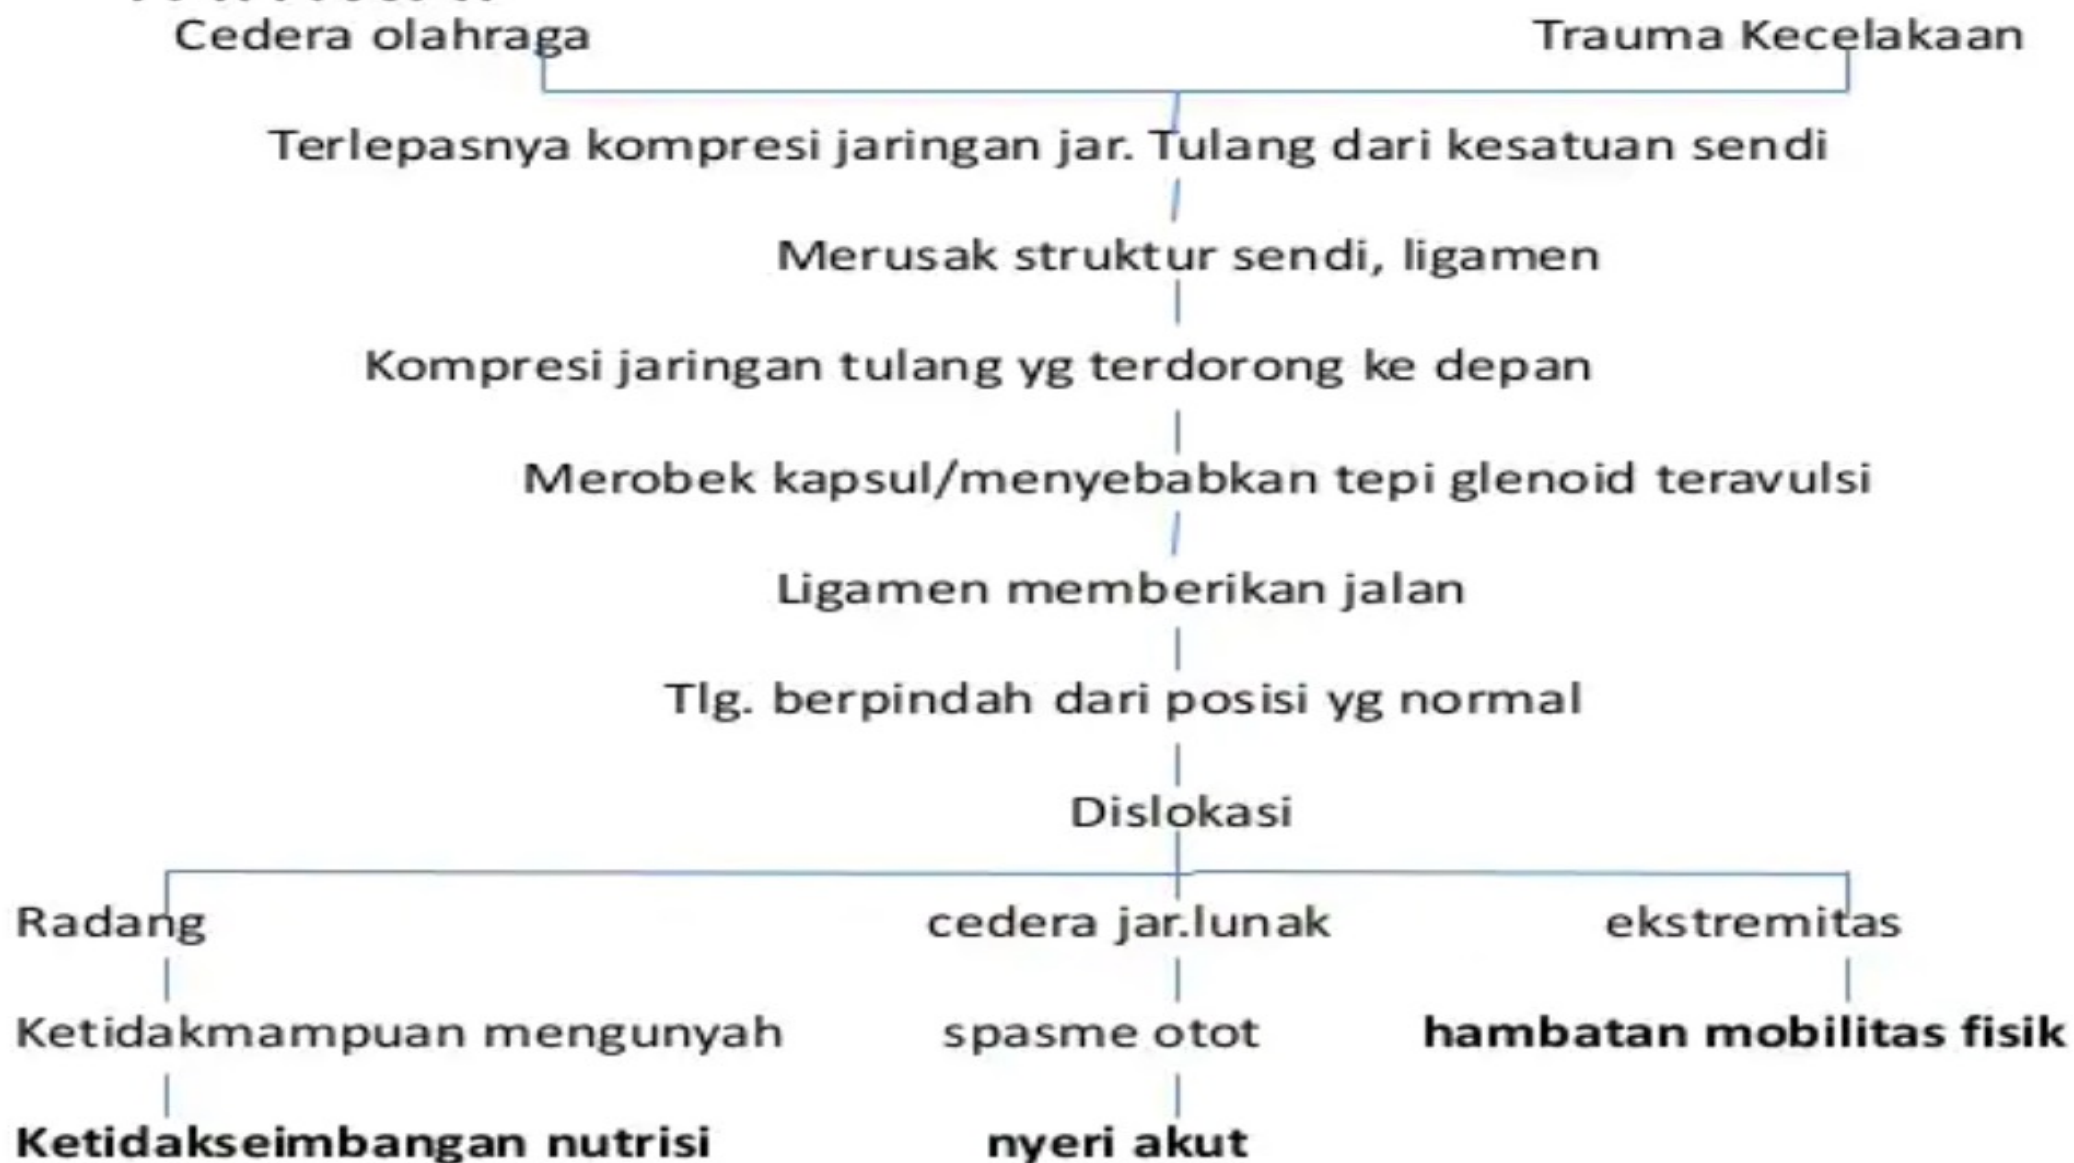 Cedera olahraga Trauma Kecelakaan
Terlepasnya kompresi jaringan jar. Tulang dari kesatuan sendi
Merusak struktur sendi, ligamen
Kompresi jaringan tulang yg terdorong ke depan
Merobek kapsul/menyebabkan tepi glenoid teravulsi
Ligamen memberikan jalan
Tlg. berpindah dari posisi yg normal
Dislokasi
Radang cedera jar.lunak ekstremitas
Ketidakmampuan mengunyah spasme otot hambatan mobilitas fisik
Ketidakseimbangan nutrisi nyeri akut